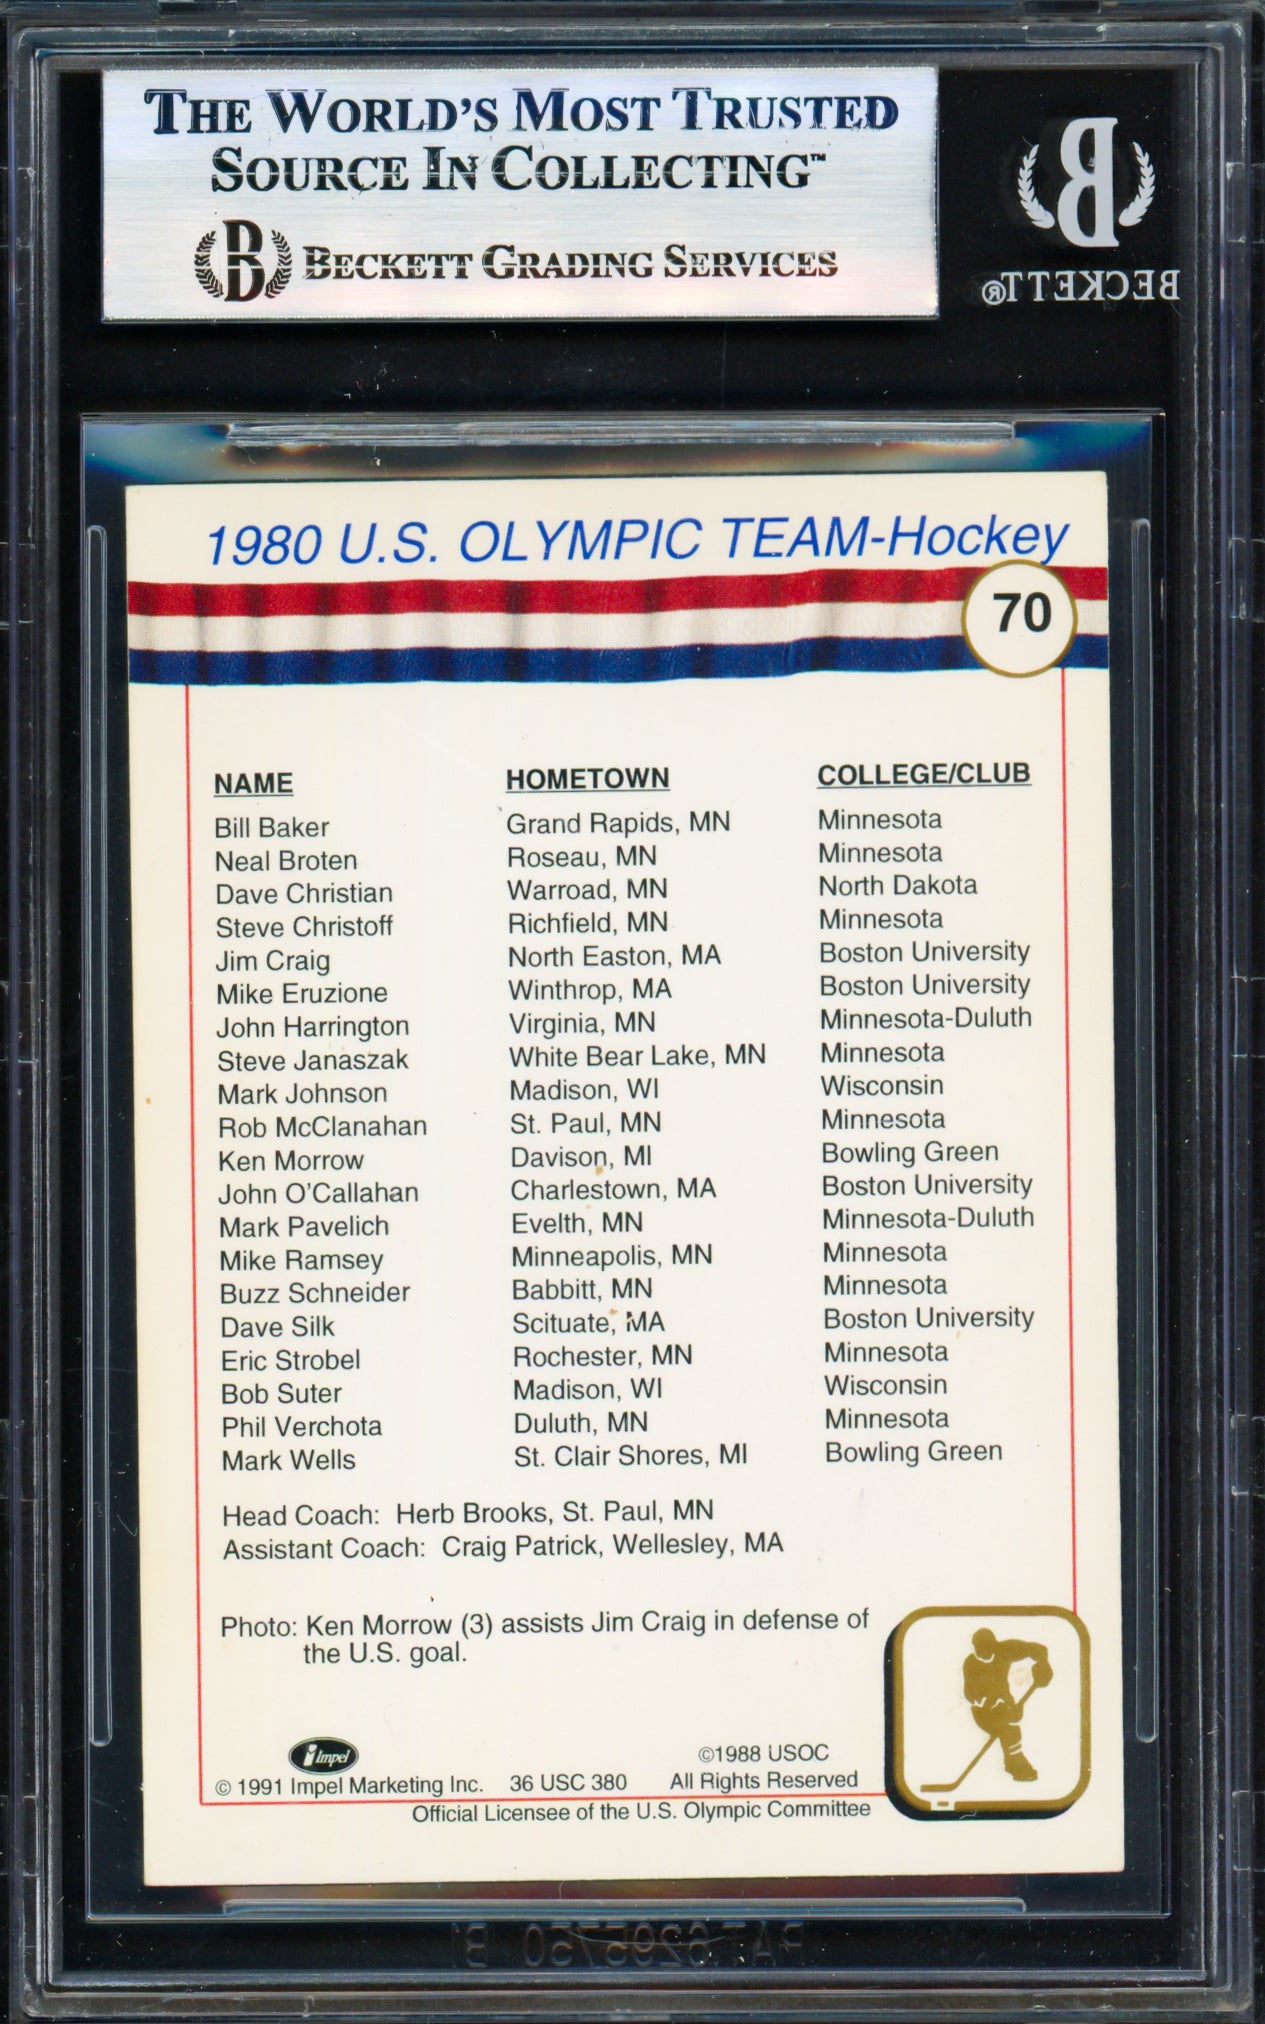 THE WORLD'S MOST TRUSTED
SOURCE IN COLLECTING™
B BECKETT GRADING SERVICES
B
BECKETT®
1980 U.S. OLYMPIC TEAM-Hockey
70
NAME HOMETOWN COLLEGE/CLUB
Bill Baker Grand Rapids, MN Minnesota
Neal Broten Roseau, MN Minnesota
Dave Christian Warroad, MN North Dakota
Steve Christoff Richfield, MN Minnesota
Jim Craig North Easton, MA Boston University
Mike Eruzione Winthrop, MA Boston University
John Harrington Virginia, MN Minnesota-Duluth
Steve Janaszak White Bear Lake, MN Minnesota
Mark Johnson Madison, WI Wisconsin
Rob McClanahan St. Paul, MN Minnesota
Ken Morrow Davison, MI Bowling Green
John O'Callahan Charlestown, MA Boston University
Mark Pavelich Evelth, MN Minnesota-Duluth
Mike Ramsey Minneapolis, MN Minnesota
Buzz Schneider Babbitt, MN Minnesota
Dave Silk Scituate, MA Boston University
Eric Strobel Rochester, MN Minnesota
Bob Suter Madison, WI Wisconsin
Phil Verchota Duluth, MN Minnesota
Mark Wells St. Clair Shores, MI Bowling Green
Head Coach: Herb Brooks, St. Paul, MN
Assistant Coach: Craig Patrick, Wellesley, MA
Photo: Ken Morrow (3) assists Jim Craig in defense of
the U.S. goal.
Impel
©1988 USOC
© 1991 Impel Marketing Inc. 36 USC 380 All Rights Reserved
Official Licensee of the U.S. Olympic Committee